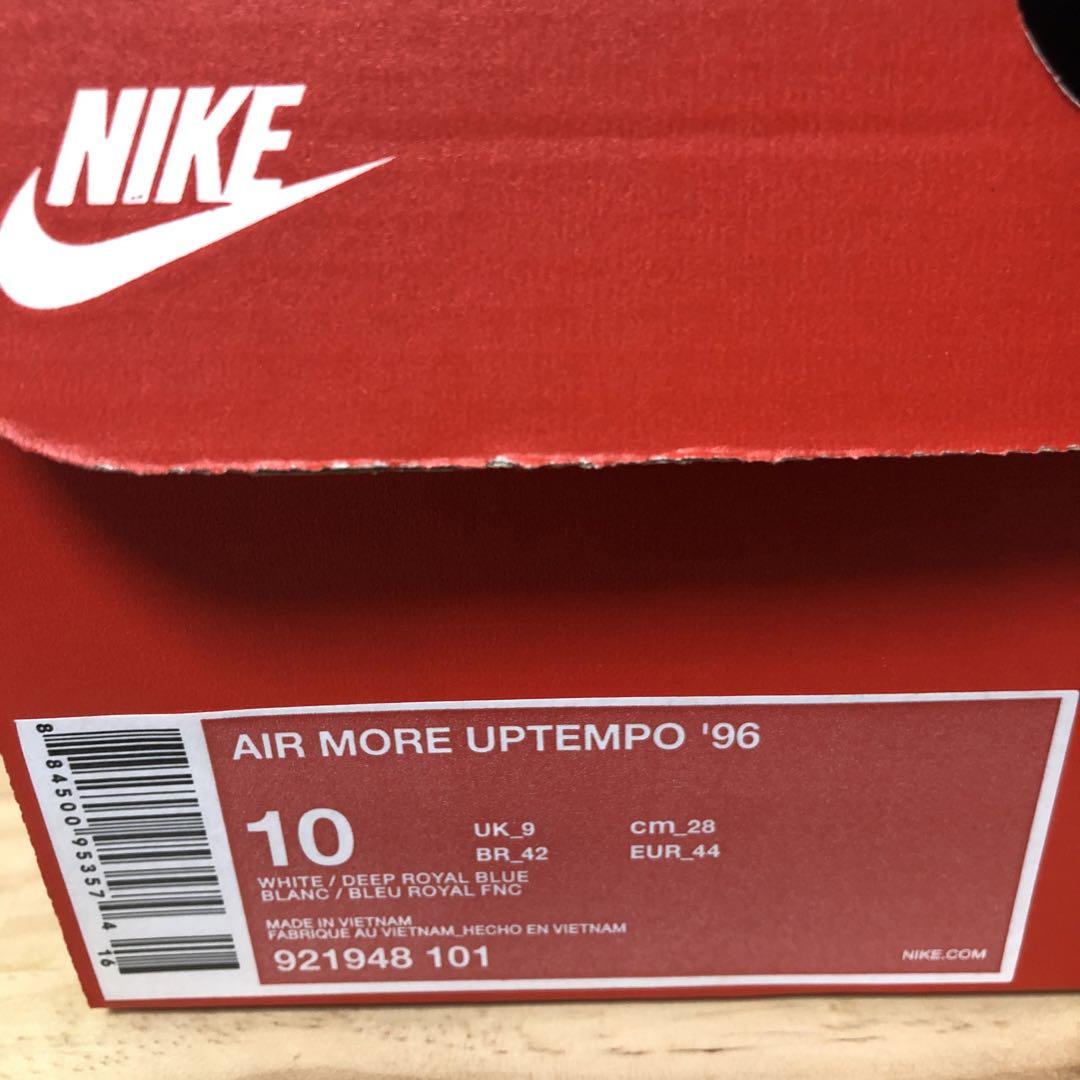 NIKE
AIR MORE UPTEMPO '96
10
UK_9 cm_28
BR_42 EUR_44
WHITE / DEEP ROYAL BLUE
BLANC / BLEU ROYAL FNC
MADE IN VIETNAM
FABRIQUE AU VIETNAM_HECHO EN VIETNAM
921948 101
NIKE.COM
8 84500 95357 4 16